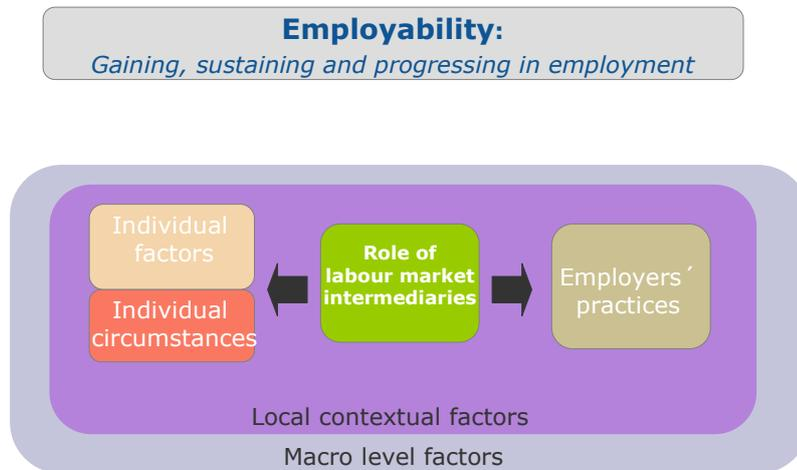 Employability:
Gaining, sustaining and progressing in employment
Individual
factors
Individual
circumstances
Role of
labour market
intermediaries
Employers´
practices
Local contextual factors
Macro level factors